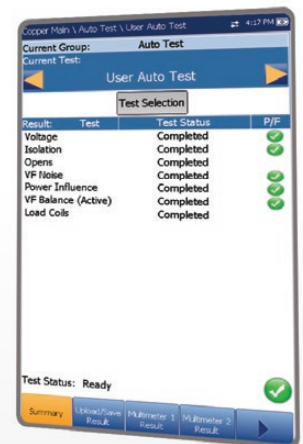 Copper Main \ Auto Test \ User Auto Test 4:17 PM
Current Group: Auto Test
Current Test:
User Auto Test
Test Selection
Result: Test Test Status P/F
Voltage Completed
Isolation Completed
Opens Completed
VF Noise Completed
Power Influence Completed
VF Balance (Active) Completed
Load Coils Completed
Test Status: Ready
Summary Upload/Save Result Multimeter 1 Result Multimeter 2 Result